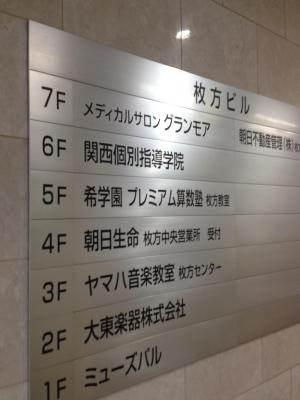 枚方ビル
7F メディカルサロン グランモア 朝日不動産管理(株)
6F 関西個別指導学院
5F 希学園 プレミアム算数塾 枚方教室
4F 朝日生命 枚方中央営業所 受付
3F ヤマハ音楽教室 枚方センター
2F 大東楽器株式会社
1F ミューズパル